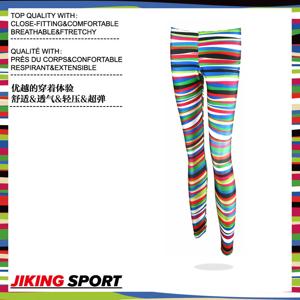 TOP QUALITY WITH:
CLOSE-FITTING&COMFORTABLE
BREATHABLE&FTRETCHY
QUALITÉ WITH:
PRÈS DU CORPS&CONFORTABLE
RESPIRANT&EXTENSIBLE
优越的穿着体验
舒适&透气&轻压&超弹
JIKING SPORT